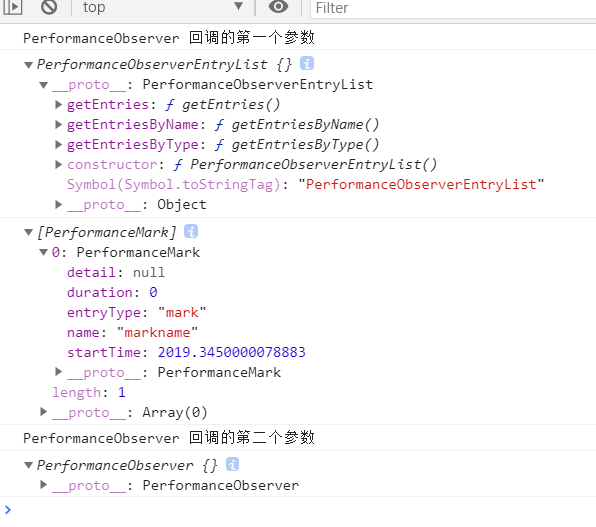 top
Filter
PerformanceObserver 回调的第一个参数
PerformanceObserverEntryList {}
__proto__: PerformanceObserverEntryList
getEntries: ƒ getEntries()
getEntriesByName: ƒ getEntriesByName()
getEntriesByType: ƒ getEntriesByType()
constructor: ƒ PerformanceObserverEntryList()
Symbol(Symbol.toStringTag): "PerformanceObserverEntryList"
__proto__: Object
[PerformanceMark]
0: PerformanceMark
detail: null
duration: 0
entryType: "mark"
name: "markname"
startTime: 2019.3450000078883
__proto__: PerformanceMark
length: 1
__proto__: Array(0)
PerformanceObserver 回调的第二个参数
PerformanceObserver {}
__proto__: PerformanceObserver